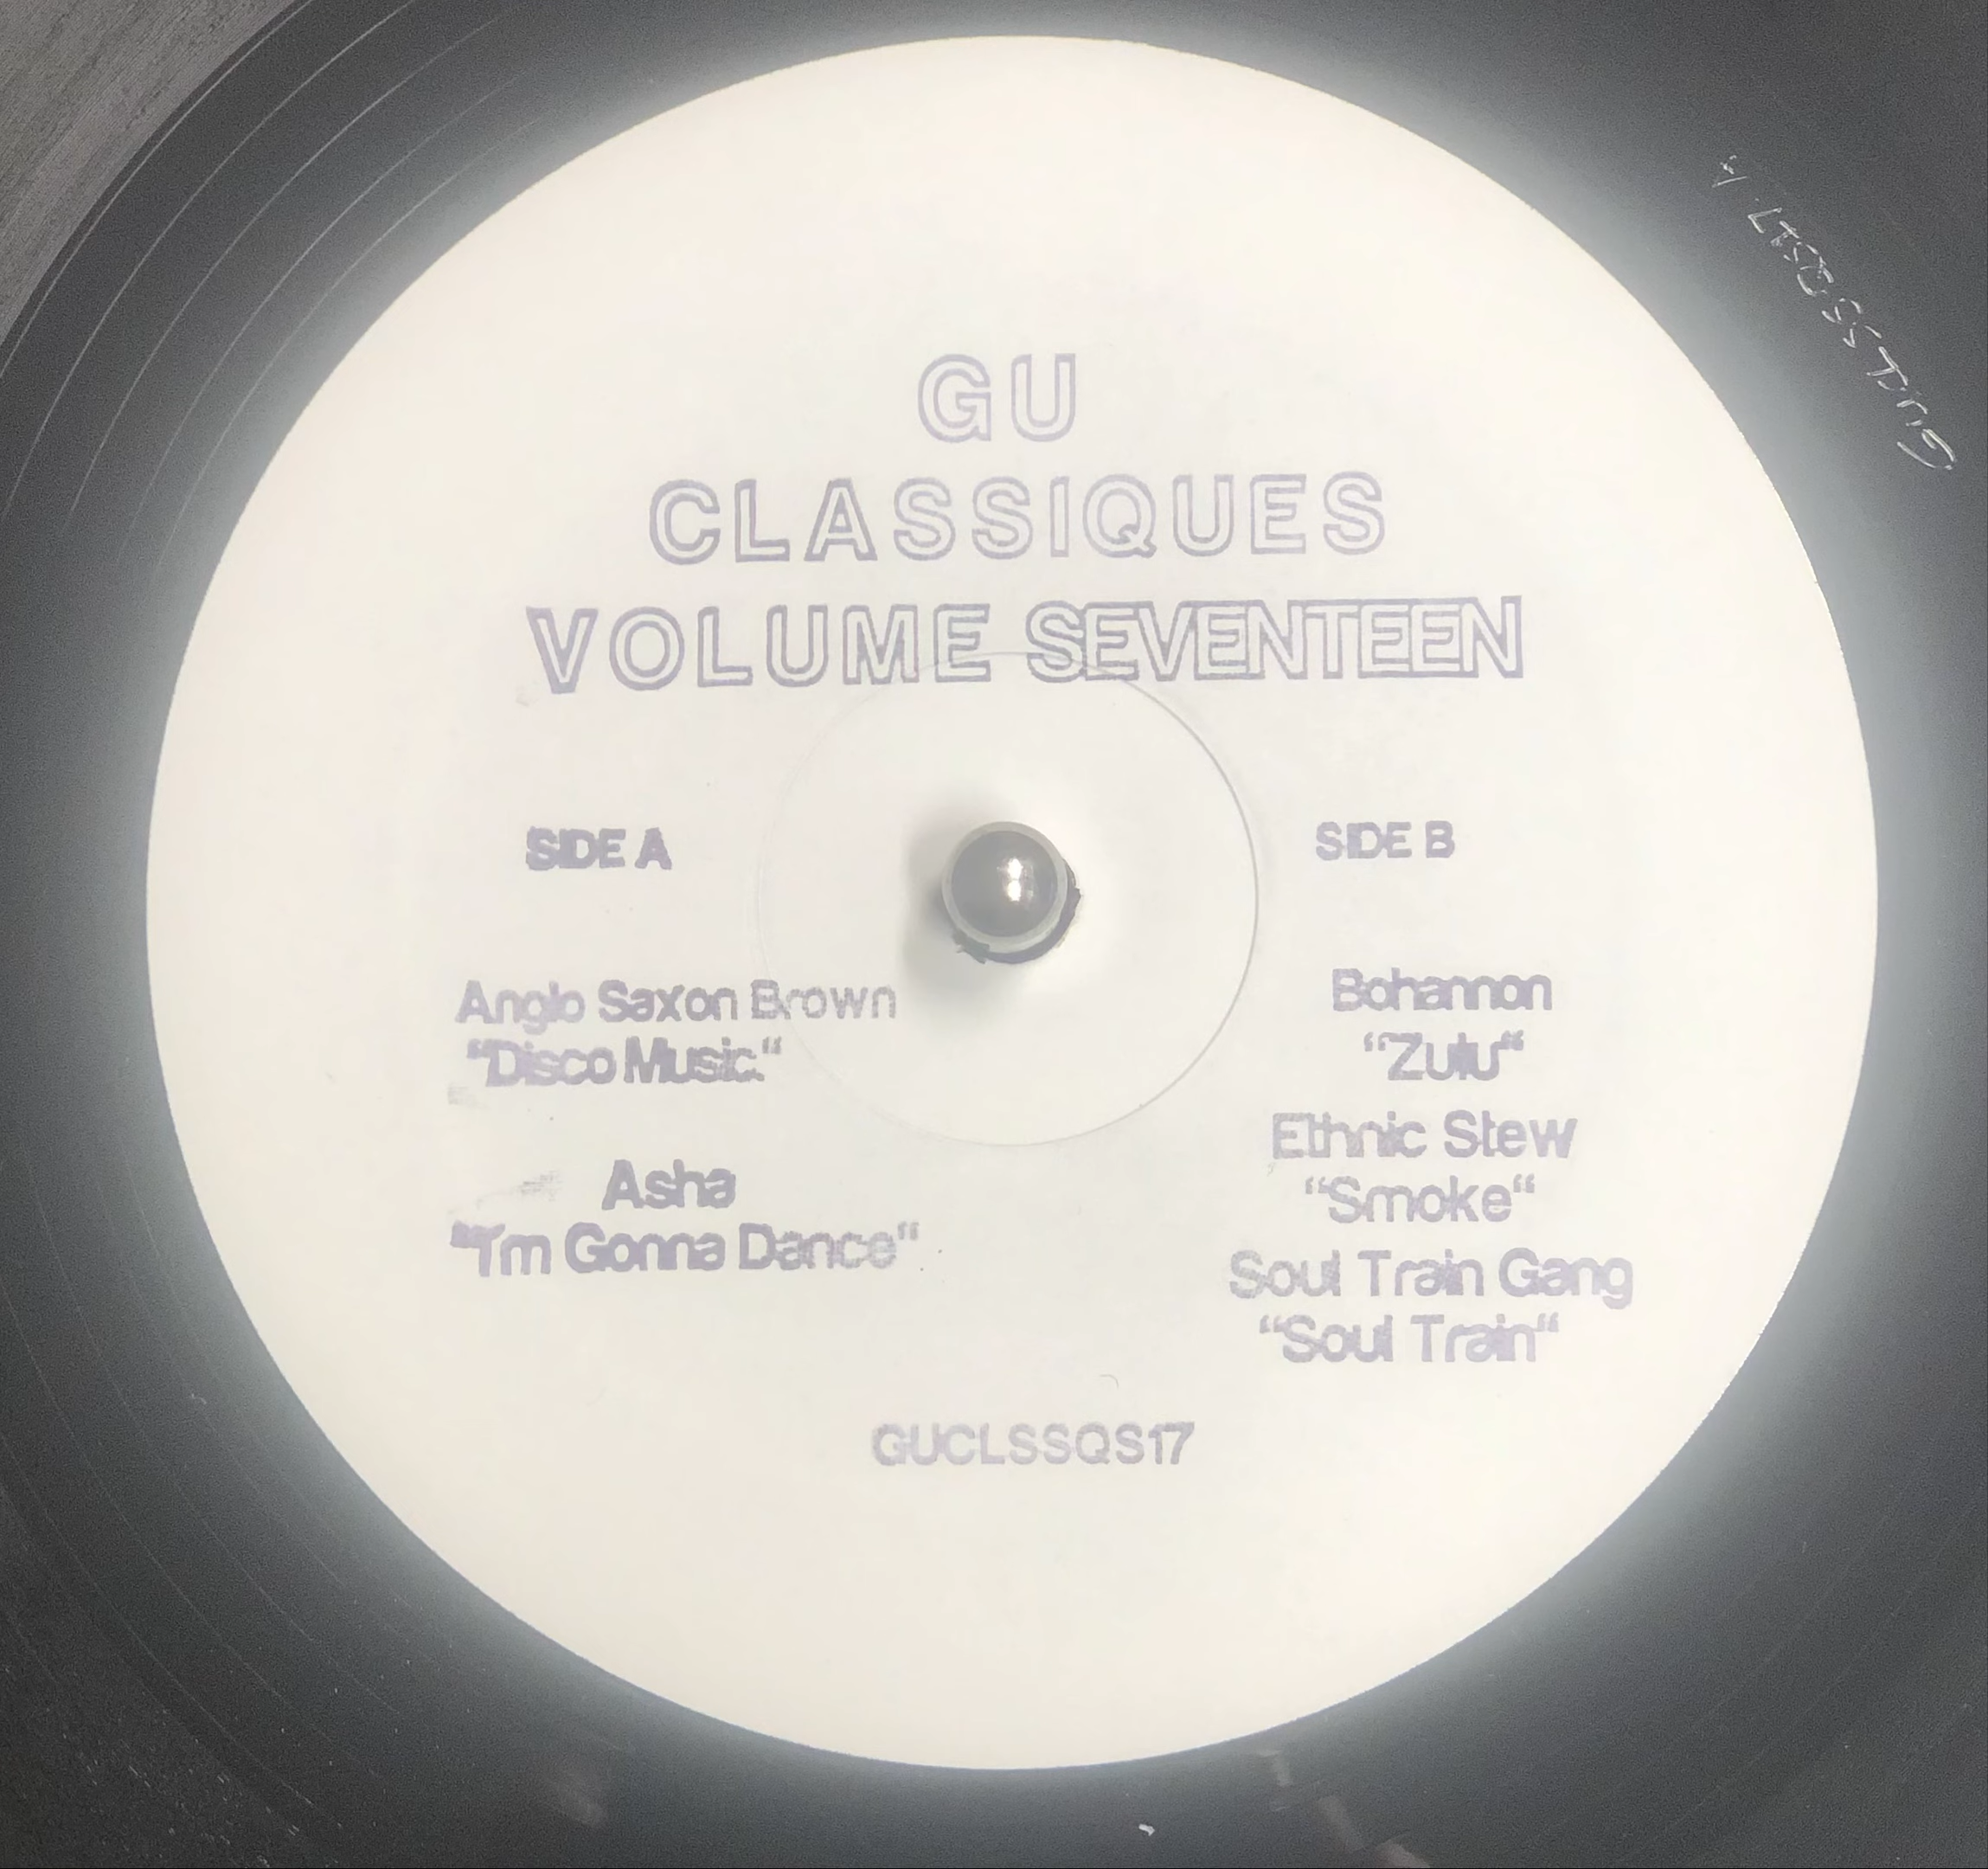 GU
CLASSIQUES
VOLUME SEVENTEEN
SIDE A
Anglo Saxon Brown
"Disco Music"
Asha
"I'm Gonna Dance"
SIDE B
Bohannon
"Zulu"
Ethnic Stew
"Smoke"
Soul Train Gang
"Soul Train"
GUCLSSQS17